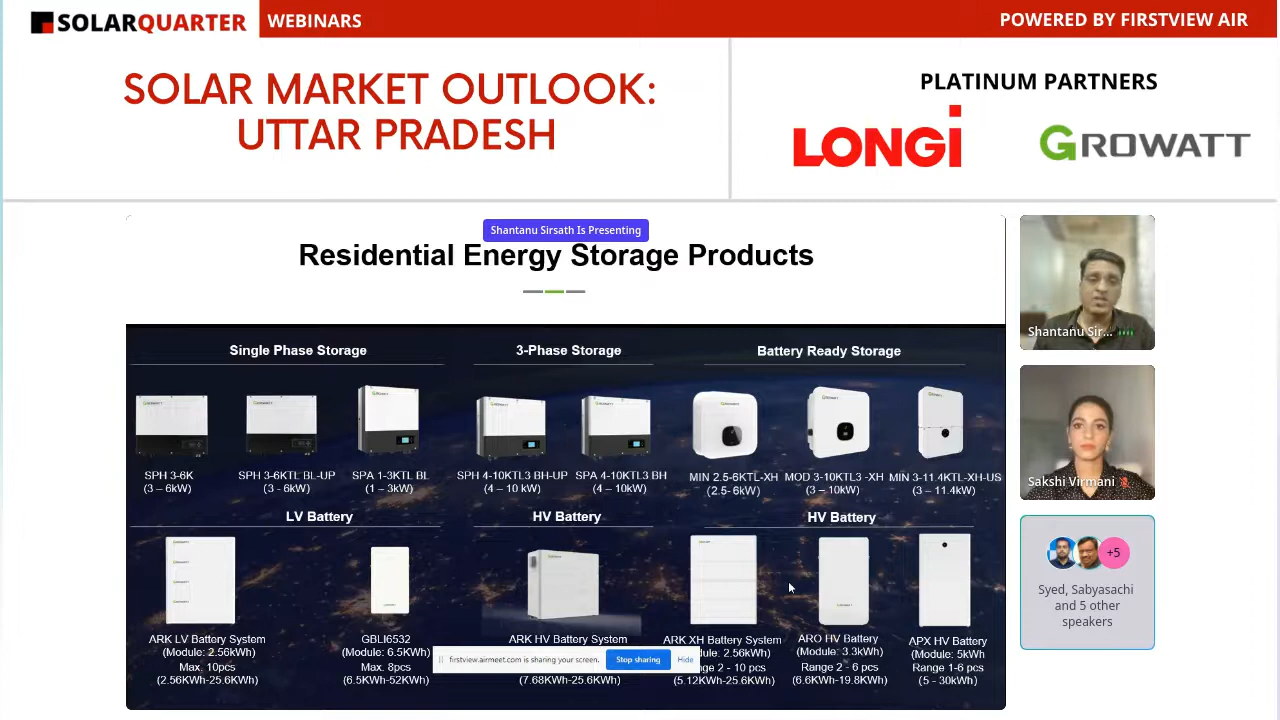 SOLARQUARTER
WEBINARS
POWERED BY FIRSTVIEW AIR
SOLAR MARKET OUTLOOK:
UTTAR PRADESH
PLATINUM PARTNERS
LONGi
GROWATT
Shantanu Sirsath Is Presenting
Residential Energy Storage Products
Single Phase Storage
3-Phase Storage
Battery Ready Storage
SPH 3-6K
(3 – 6kW)
SPH 3-6KTL BL-UP
(3 - 6kW)
SPA 1-3KTL BL
(1 – 3kW)
SPH 4-10KTL3 BH-UP
(4 – 10 kW)
SPA 4-10KTL3 BH
(4 – 10kW)
MIN 2.5-6KTL-XH
(2.5- 6kW)
MOD 3-10KTL3 -XH
(3 – 10kW)
MIN 3-11.4KTL-XH-US
(3 – 11.4kW)
LV Battery
HV Battery
HV Battery
ARK LV Battery System
(Module: 2.56kWh)
Max. 10pcs
(2.56KWh-25.6KWh)
GBLI6532
(Module: 6.5KWh)
Max. 8pcs
(6.5KWh-52KWh)
ARK HV Battery System
(7.68KWh-25.6KWh)
ARK XH Battery System
2.56kWh)
2 - 10 pcs
(5.12KWh-25.6KWh)
ARO HV Battery
(Module: 3.3kWh)
Range 2 - 6 pcs
(6.6KWh-19.8KWh)
APX HV Battery
(Module: 5kWh
Range 1-6 pcs
(5 - 30kWh)
firstview.airmeet.com is sharing your screen.
Stop sharing
Hide
Shantanu Sir...
Sakshi Virmani
+5
Syed, Sabyasachi
and 5 other
speakers